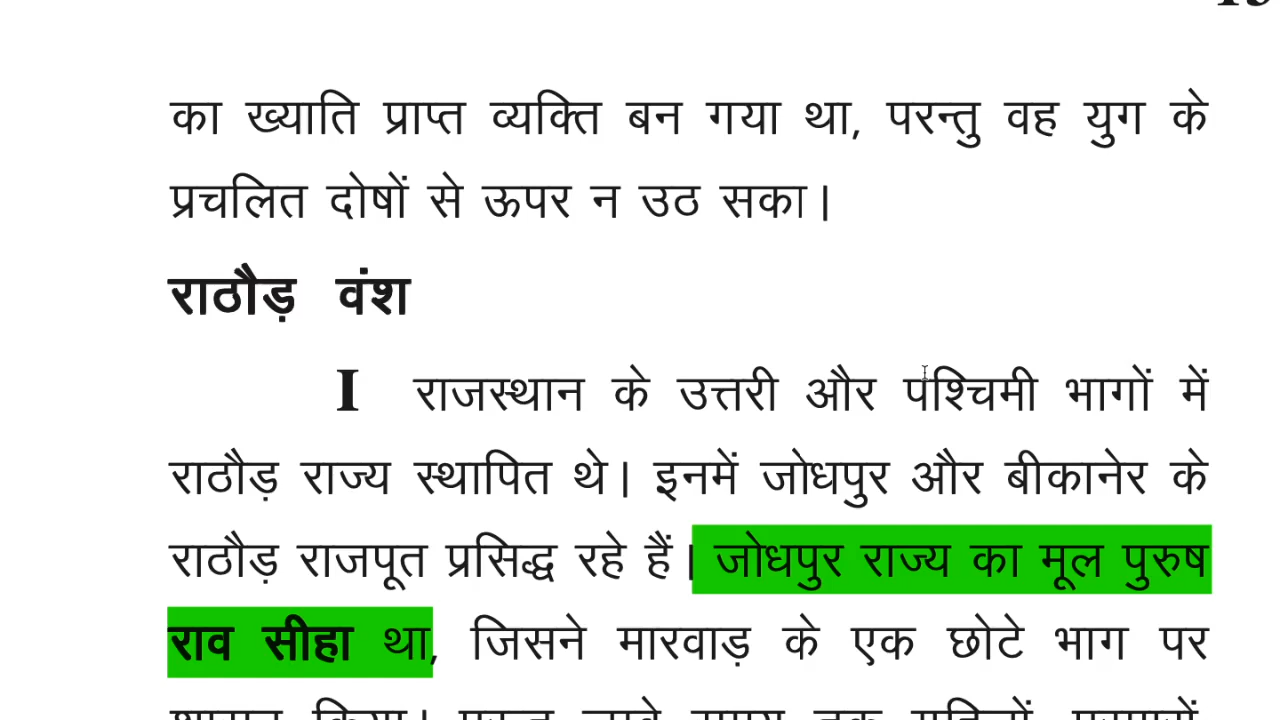 का ख्याति प्राप्त व्यक्ति बन गया था, परन्तु वह युग के
प्रचलित दोषों से ऊपर न उठ सका।
राठौड़ वंश
I राजस्थान के उत्तरी और पश्चिमी भागों में
राठौड़ राज्य स्थापित थे। इनमें जोधपुर और बीकानेर के
राठौड़ राजपूत प्रसिद्ध रहे हैं। जोधपुर राज्य का मूल पुरुष
राव सीहा था, जिसने मारवाड़ के एक छोटे भाग पर